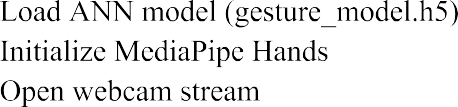 Load ANN model (gesture_model.h5)
Initialize MediaPipe Hands
Open webcam stream